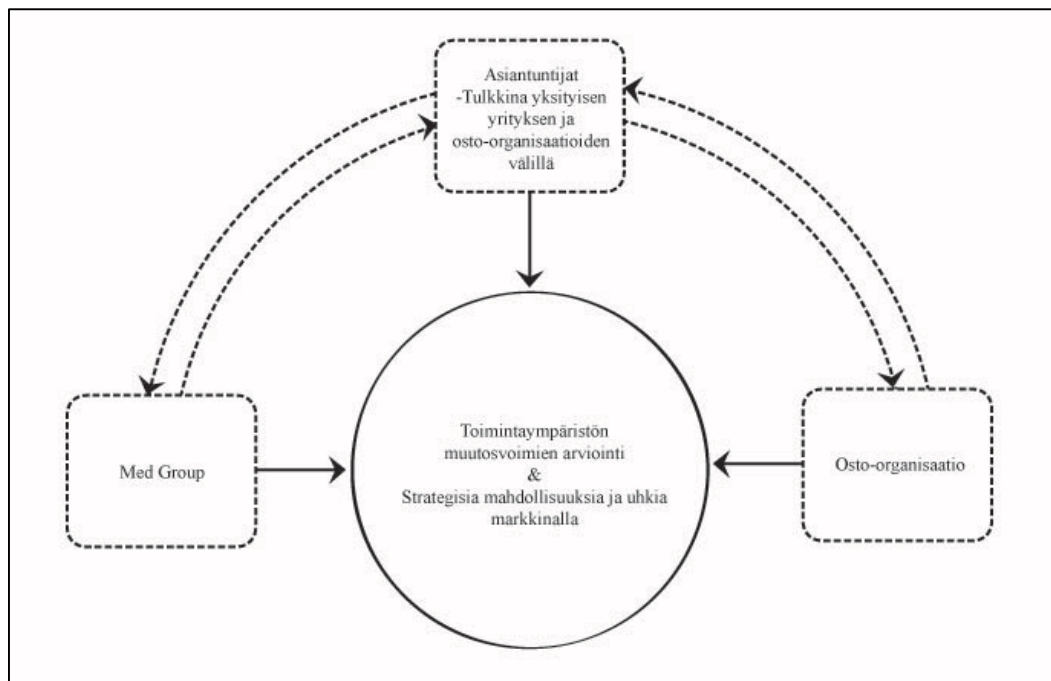 Asiantuntijat
-Tulkkina yksityisen
yrityksen ja
osto-organisaatioiden
välillä
Med Group
Toimintaympäristön
muutosvoimien arviointi
&
Strategisia mahdollisuuksia ja uhkia
markkinalla
Osto-organisaatio